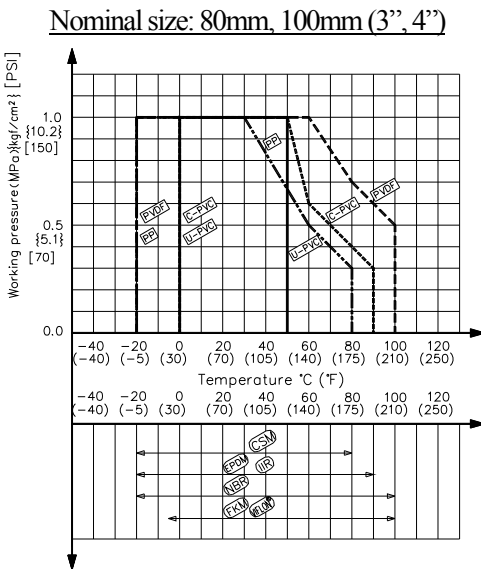 Nominal size: 80mm, 100mm (3”, 4”)
Working pressure(MPa){kgf/cm²} [PSI]
1.0
{10.2}
[150]
0.5
{5.1}
[70]
0.0
PP
PVDF C-PVC
PP U-PVC
PVDF
C-PVC
U-PVC
-40 -20 0 20 40 60 80 100 120
(-40) (-5) (30) (70) (105) (140) (175) (210) (250)
Temperature °C (°F)
-40 -20 0 20 40 60 80 100 120
(-40) (-5) (30) (70) (105) (140) (175) (210) (250)
CSM
EPDM IIR
NBR
FKM